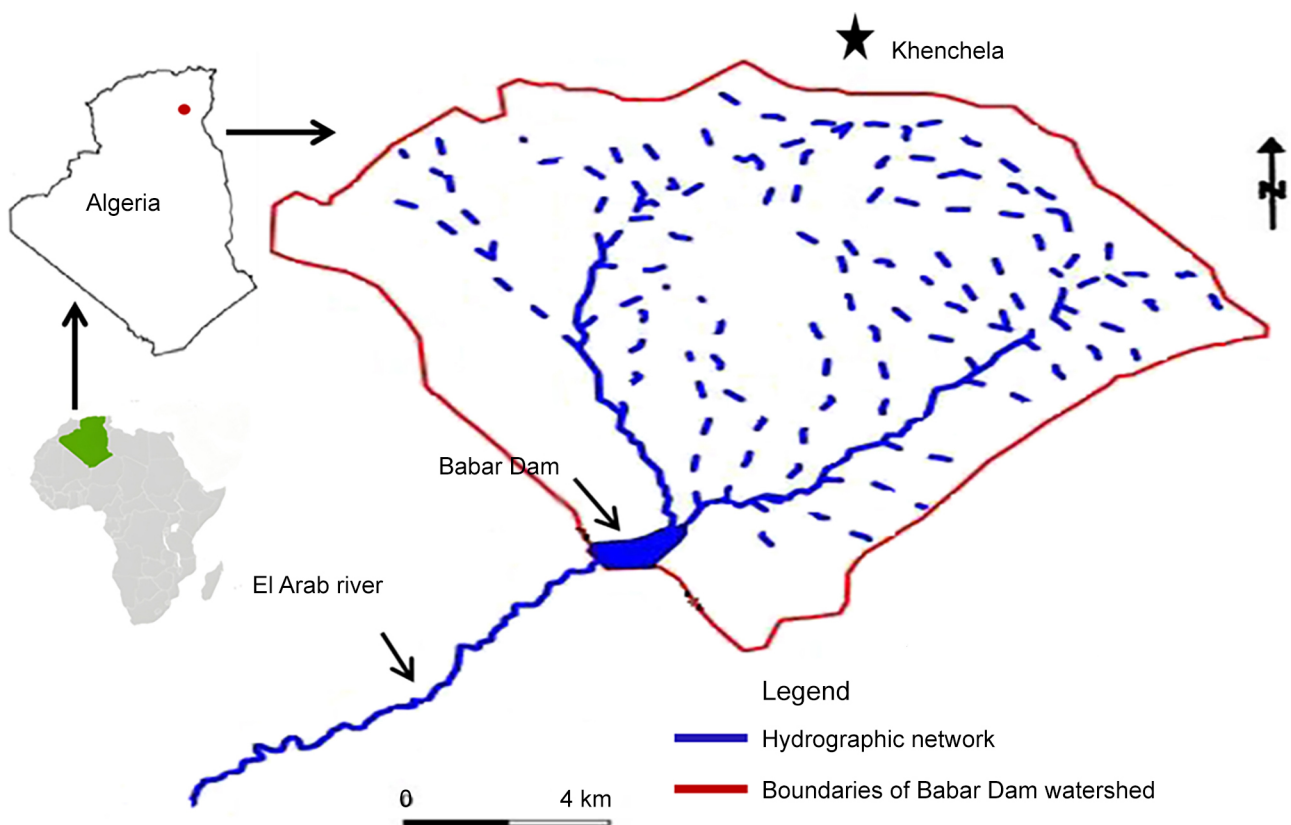 Khenchela
Algeria
N
Babar Dam
El Arab river
Legend
Hydrographic network
Boundaries of Babar Dam watershed
0 4 km